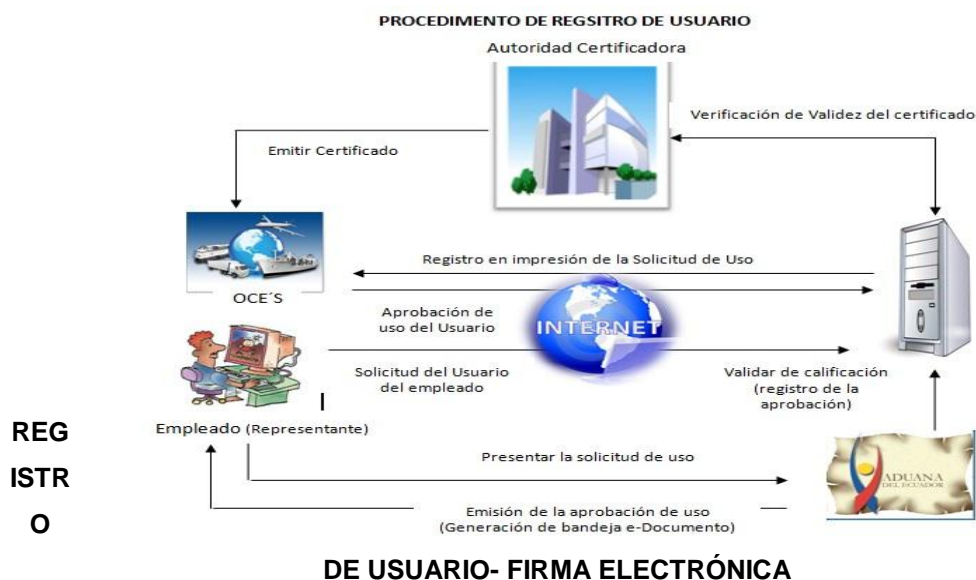 PROCEDIMENTO DE REGSITRO DE USUARIO
Autoridad Certificadora
Verificación de Validez del certificado
Emitir Certificado
Registro en impresión de la Solicitud de Uso
OCE´S
Aprobación de
uso del Usuario
INTERNET
Solicitud del Usuario
del empleado
Validar de calificación
(registro de la
aprobación)
Empleado (Representante)
REG
ISTR
O
Presentar la solicitud de uso
ADUANA
DEL ECUADOR
Emisión de la aprobación de uso
(Generación de bandeja e-Documento)
DE USUARIO- FIRMA ELECTRÓNICA